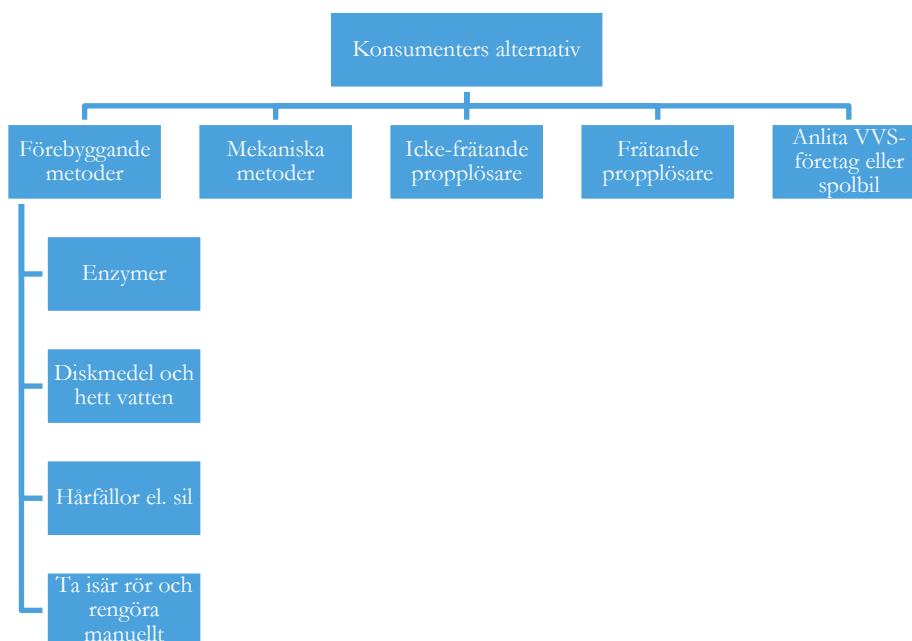 Konsumenters alternativ
Förebyggande
metoder
Mekaniska
metoder
Icke-frätande
propplösare
Frätande
propplösare
Anlita VVS-
företag eller
spolbil
Enzymer
Diskmedel och
hett vatten
Hårfällor el. sil
Ta isär rör och
rengöra
manuellt